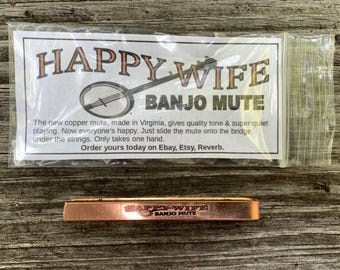 HAPPY WIFE
BANJO MUTE
The new copper mute, made in Virginia, gives quality tone & super quiet
playing. Now everyone's happy. Just slide the mute onto the bridge,
under the strings. Only takes one hand.
Order yours today on Ebay, Etsy, Reverb.
HAPPY WIFE
BANJO MUTE